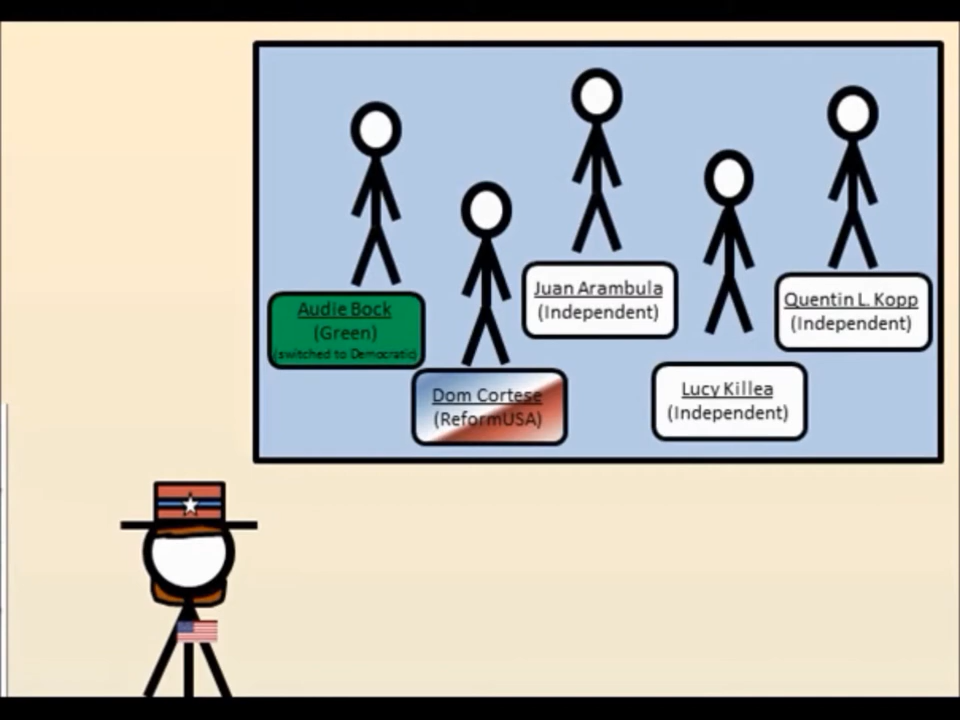 Audie Bock
(Green)
(switched to Democratic)
Dom Cortese
(ReformUSA)
Juan Arambula
(Independent)
Lucy Killea
(Independent)
Quentin L. Kopp
(Independent)